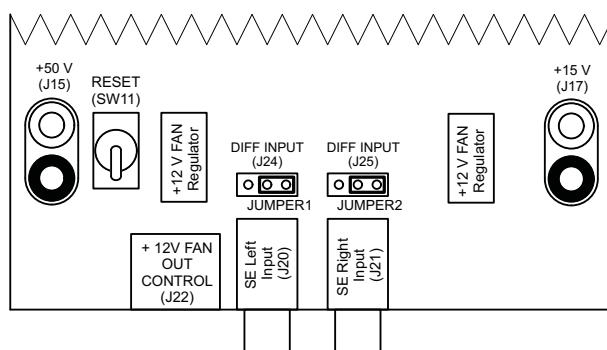 +50 V
(J15)
RESET
(SW11)
+12 V FAN
Regulator
DIFF INPUT
(J24)
JUMPER1
DIFF INPUT
(J25)
JUMPER2
+12 V FAN
Regulator
+15 V
(J17)
+ 12V FAN
OUT
CONTROL
(J22)
SE Left
Input
(J20)
SE Right
Input
(J21)